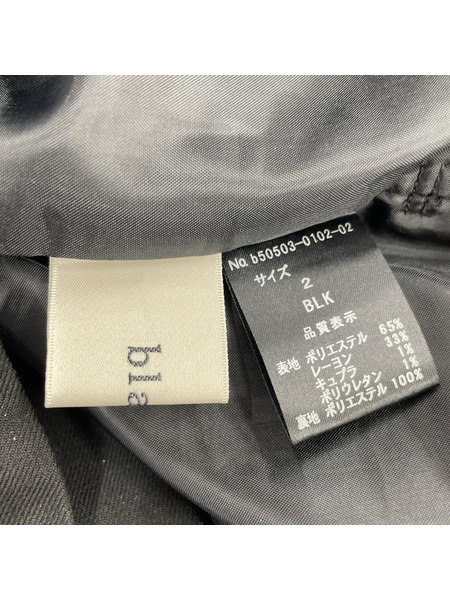 No. b50503-0102-02
サイズ
2
BLK
品質表示
表地 ポリエステル 65%
レーヨン 33%
キュプラ 1%
ポリウレタン 1%
裏地 ポリエステル 100%
bla